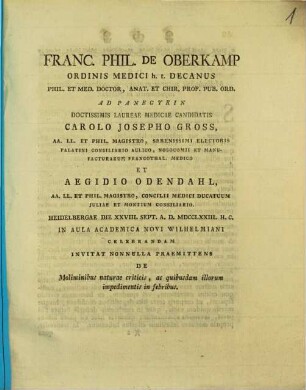 1
FRANC. PHIL. DE OBERKAMP
ORDINIS MEDICI h. t. DECANUS
PHIL. ET MED. DOCTOR, ANAT. ET CHIR. PROF. PUB. ORD.
AD PANEGYRIN
DOCTISSIMIS LAUREAE MEDICAE CANDIDATIS
CAROLO JOSEPHO GROSS,
AA. LL. ET PHIL. MAGISTRO, SERENISSIMI ELECTORIS
PALATINI CONSILIARIO AULICO, NOSOCOMII ET MANU-
FACTURARUM FRANCOTHAL. MEDICO
ET
AEGIDIO ODENDAHL,
AA. LL. ET PHIL. MAGISTRO, CONCILII MEDICI DUCATUUM
JULIAE ET MONTIUM CONSILIARIO.
HEIDELBERGAE DIE XXVIII. SEPT. A. D. MDCCLXXIII. H. C.
IN AULA ACADEMICA NOVI WILHELMIANI
CELEBRANDAM
INVITAT NONNULLA PRAEMITTENS
DE
Moliminibus naturae criticis, ac quibusdam illorum
impedimentis in febribus.